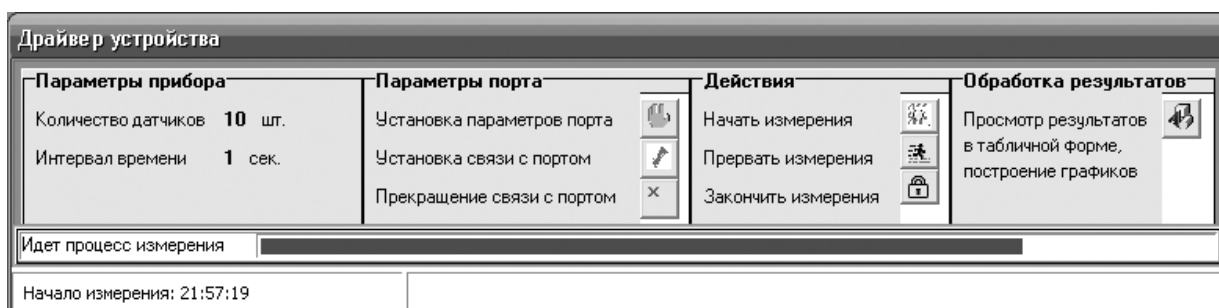 Драйвер устройства
Параметры прибора
Количество датчиков 10 шт.
Интервал времени 1 сек.
Параметры порта
Установка параметров порта
Установка связи с портом
Прекращение связи с портом
Действия
Начать измерения
Прервать измерения
Закончить измерения
Обработка результатов
Просмотр результатов
в табличной форме,
построение графиков
Идет процесс измерения
Начало измерения: 21:57:19